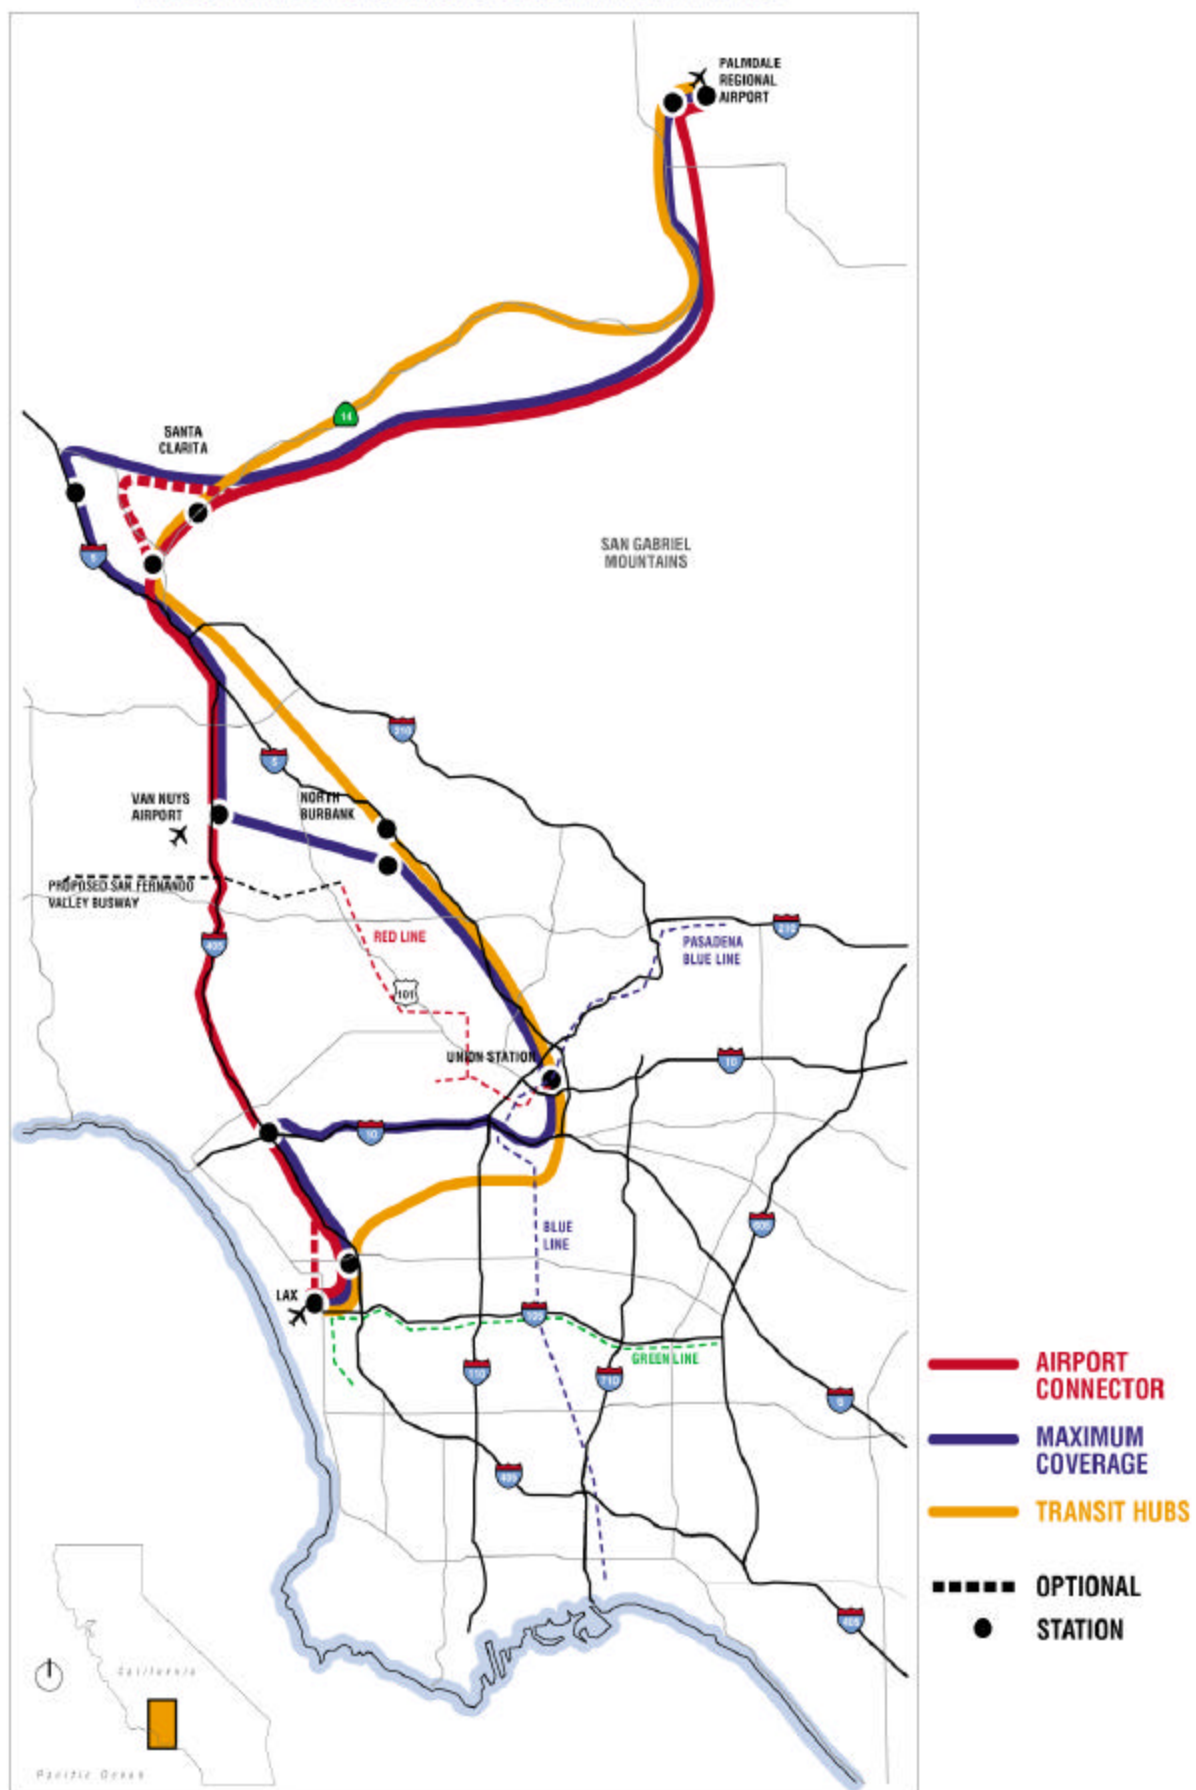 PALMDALE
REGIONAL
AIRPORT
14
SANTA
CLARITA
SAN GABRIEL
MOUNTAINS
5
210
5
VAN NUYS
AIRPORT
NORTH
BURBANK
PROPOSED SAN FERNANDO
VALLEY BUSWAY
405
RED LINE
PASADENA
BLUE LINE
210
101
UNION STATION
10
10
BLUE
LINE
605
LAX
105
GREEN LINE
110
710
5
405
405
AIRPORT
CONNECTOR
MAXIMUM
COVERAGE
TRANSIT HUBS
OPTIONAL
STATION
California
Pacific Ocean